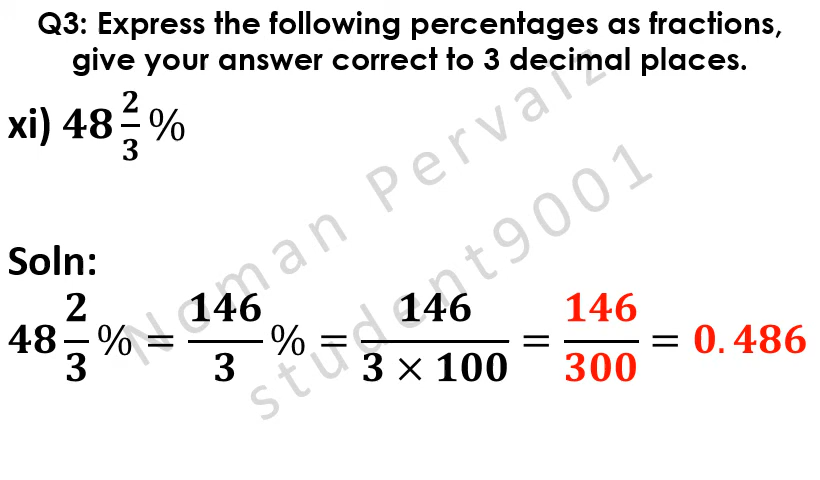 Q3: Express the following percentages as fractions,
give your answer correct to 3 decimal places.
xi) 48 2/3 %
Soln:
48 2/3 % = 146/3 % = 146/(3 × 100) = 146/300 = 0.486
Noman Pervaiz
student9001